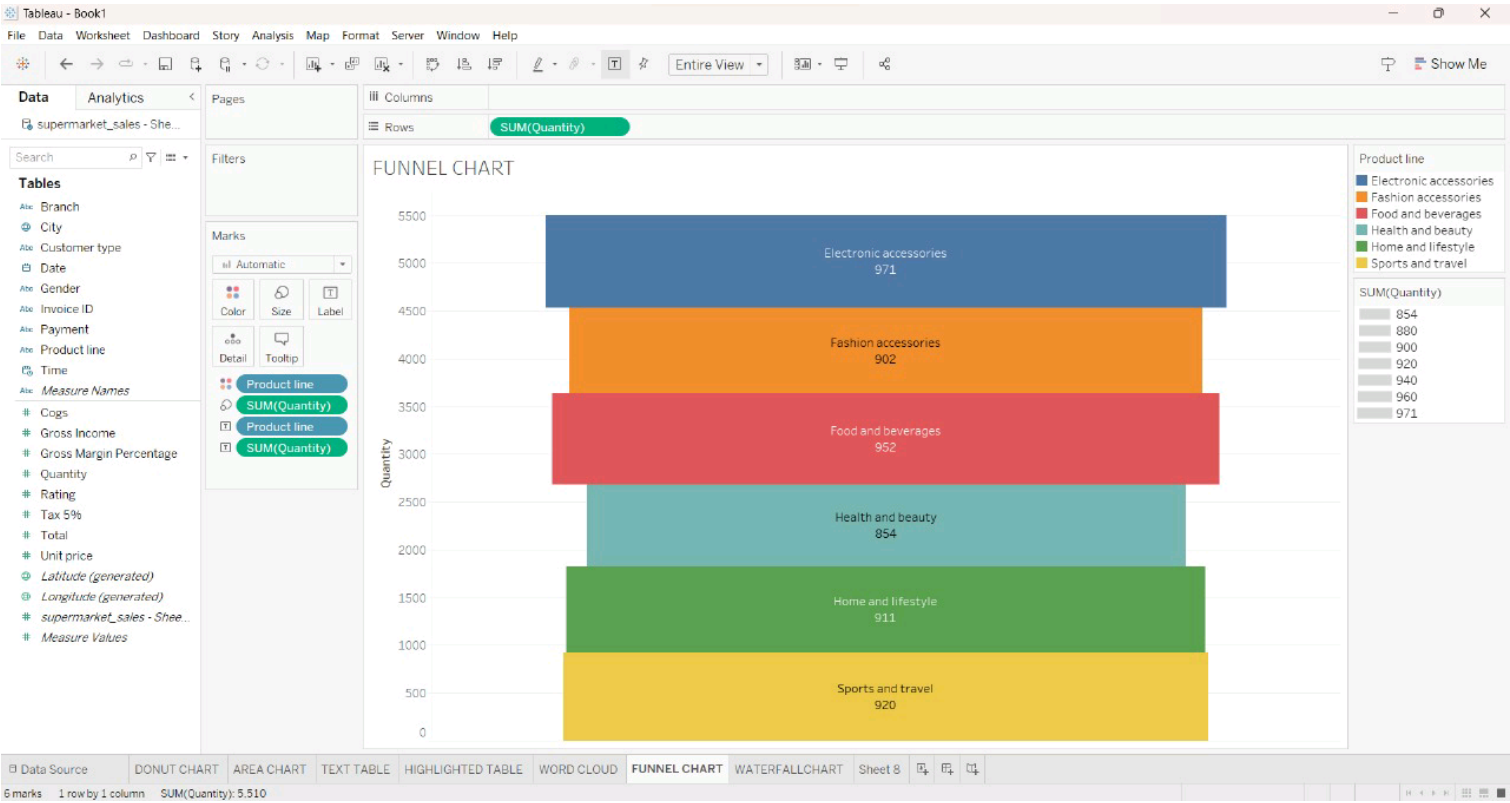 Tableau - Book1
File Data Worksheet Dashboard Story Analysis Map Format Server Window Help
Entire View
Show Me
Data Analytics
supermarket_sales - She...
Search
Tables
Abc Branch
City
Abc Customer type
Date
Abc Gender
Abc Invoice ID
Abc Payment
Abc Product line
Time
Abc Measure Names
# Cogs
# Gross Income
# Gross Margin Percentage
# Quantity
# Rating
# Tax 5%
# Total
# Unit price
Latitude (generated)
Longitude (generated)
# supermarket_sales - Shee...
# Measure Values
Pages
Filters
Marks
Automatic
Color Size Label
Detail Tooltip
Product line
SUM(Quantity)
Product line
SUM(Quantity)
Columns
Rows SUM(Quantity)
FUNNEL CHART
Quantity
5500
5000
4500
4000
3500
3000
2500
2000
1500
1000
500
0
Electronic accessories
971
Fashion accessories
902
Food and beverages
952
Health and beauty
854
Home and lifestyle
911
Sports and travel
920
Product line
Electronic accessories
Fashion accessories
Food and beverages
Health and beauty
Home and lifestyle
Sports and travel
SUM(Quantity)
854
880
900
920
940
960
971
Data Source DONUT CHART AREA CHART TEXT TABLE HIGHLIGHTED TABLE WORD CLOUD FUNNEL CHART WATERFALLCHART Sheet 8
6 marks 1 row by 1 column SUM(Quantity): 5.510